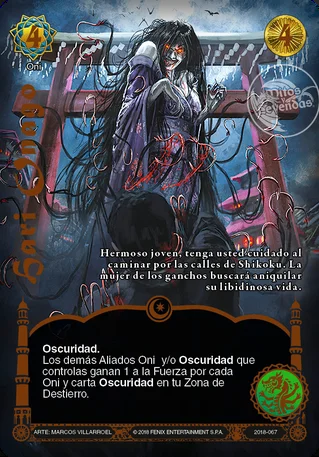 4
4
Oni
Mitos
Leyendas
Hari Onago
Hermoso joven, tenga usted cuidado al
caminar por las calles de Shikoku. La
mujer de los ganchos buscará aniquilar
su libidinosa vida.
Oscuridad.
Los demás Aliados Oni y/o Oscuridad que
controlas ganan 1 a la Fuerza por cada
Oni y carta Oscuridad en tu Zona de
Destierro.
ARTE: MARCOS VILLARROEL
© 2018 FENIX ENTERTAINMENT S.P.A.
2018-067